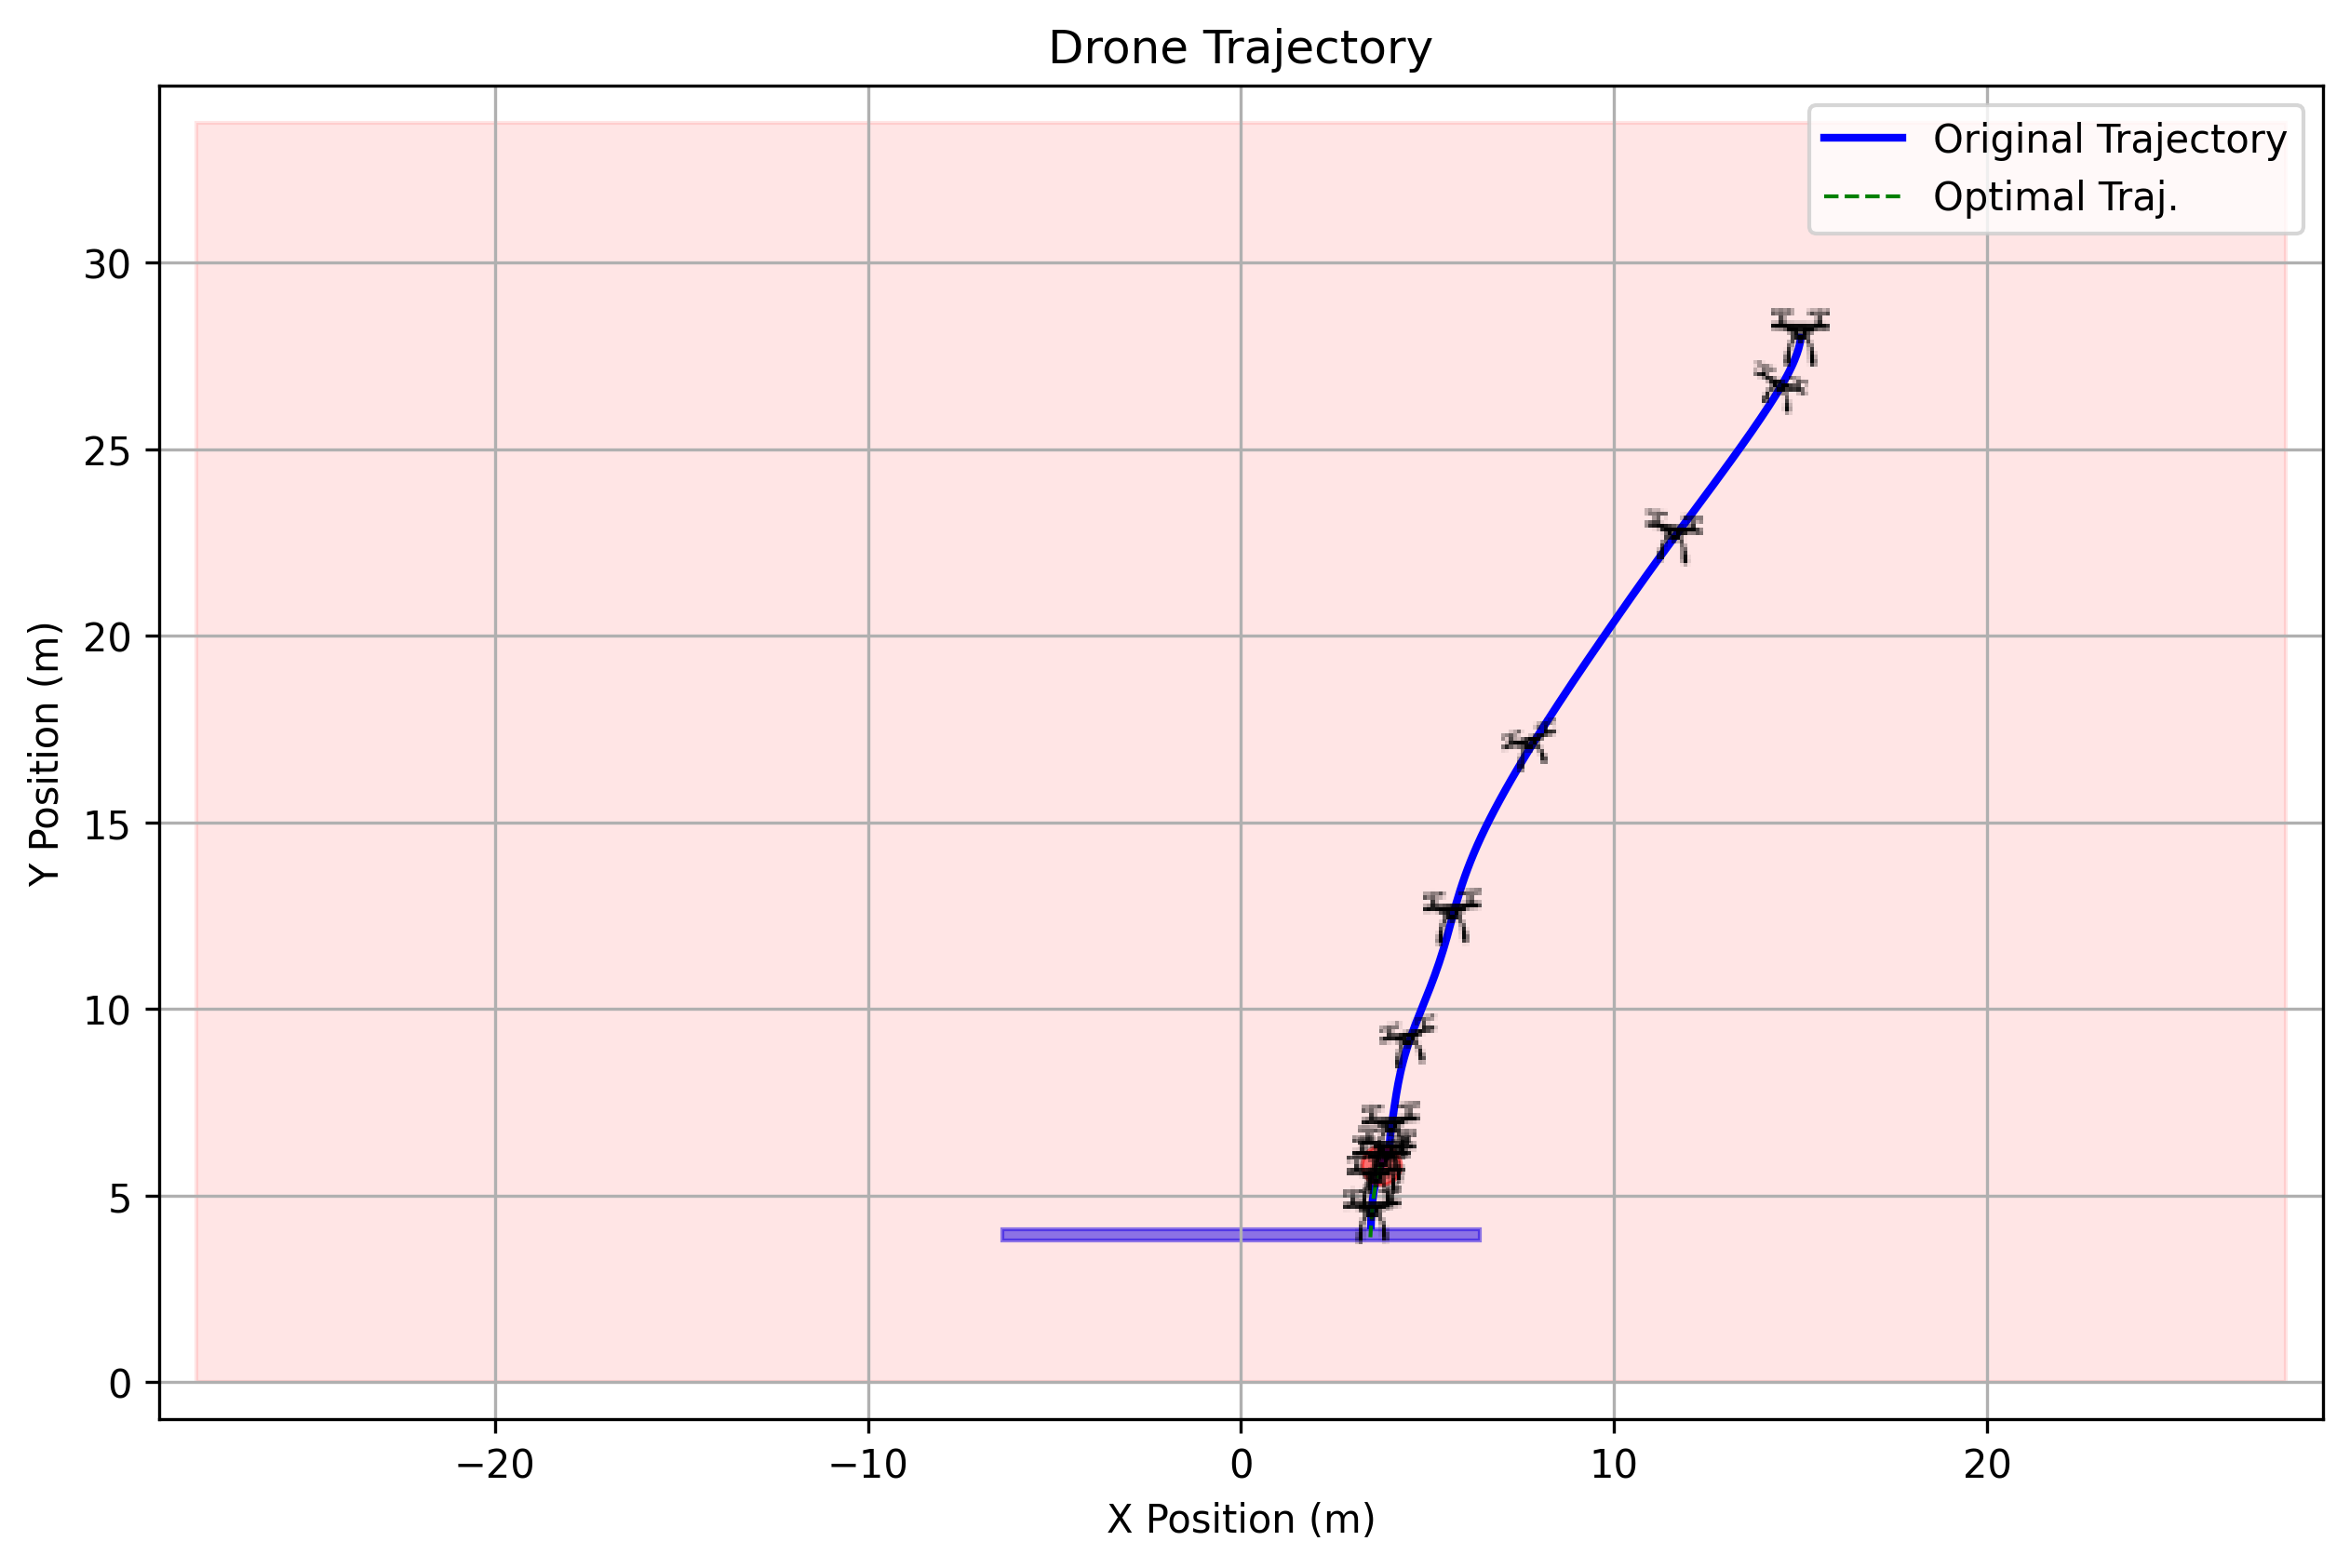 Drone Trajectory
Original Trajectory
Optimal Traj.
30
25
20
15
10
5
0
Y Position (m)
−20
−10
0
10
20
X Position (m)